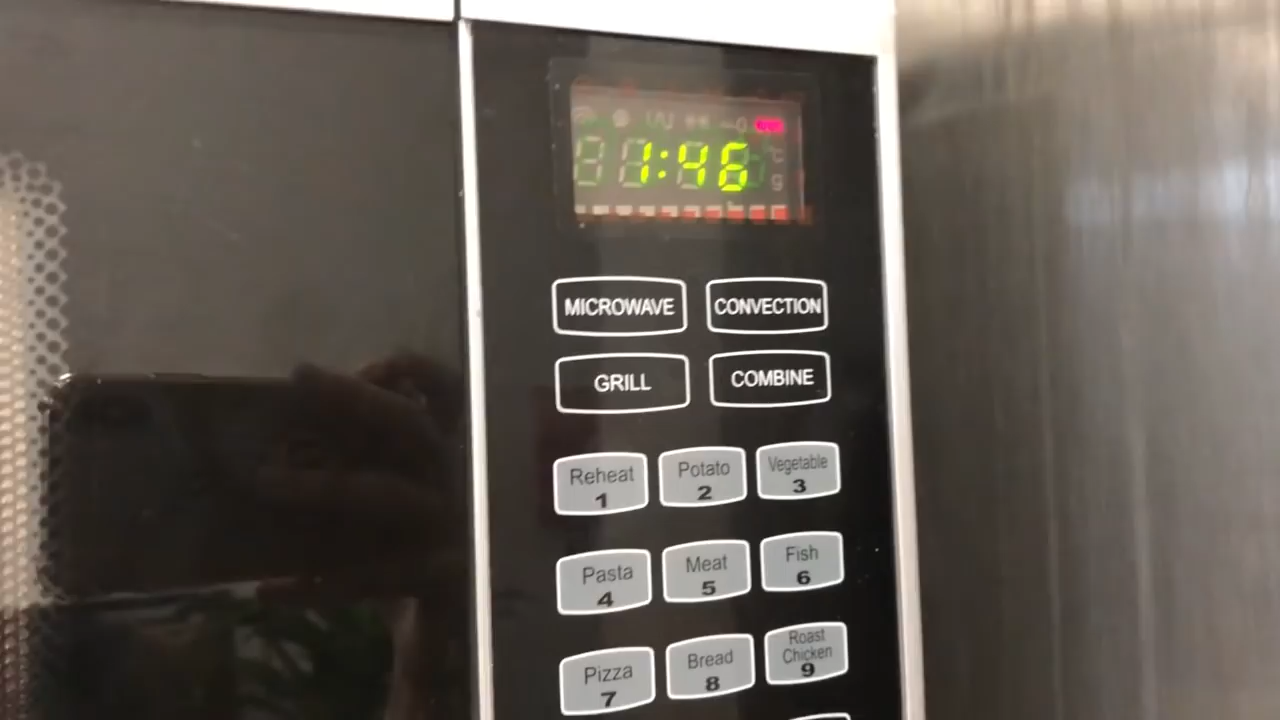 1:46
g
MICROWAVE CONVECTION
GRILL COMBINE
Reheat Potato Vegetable
1 2 3
Pasta Meat Fish
4 5 6
Pizza Bread Roast Chicken
7 8 9